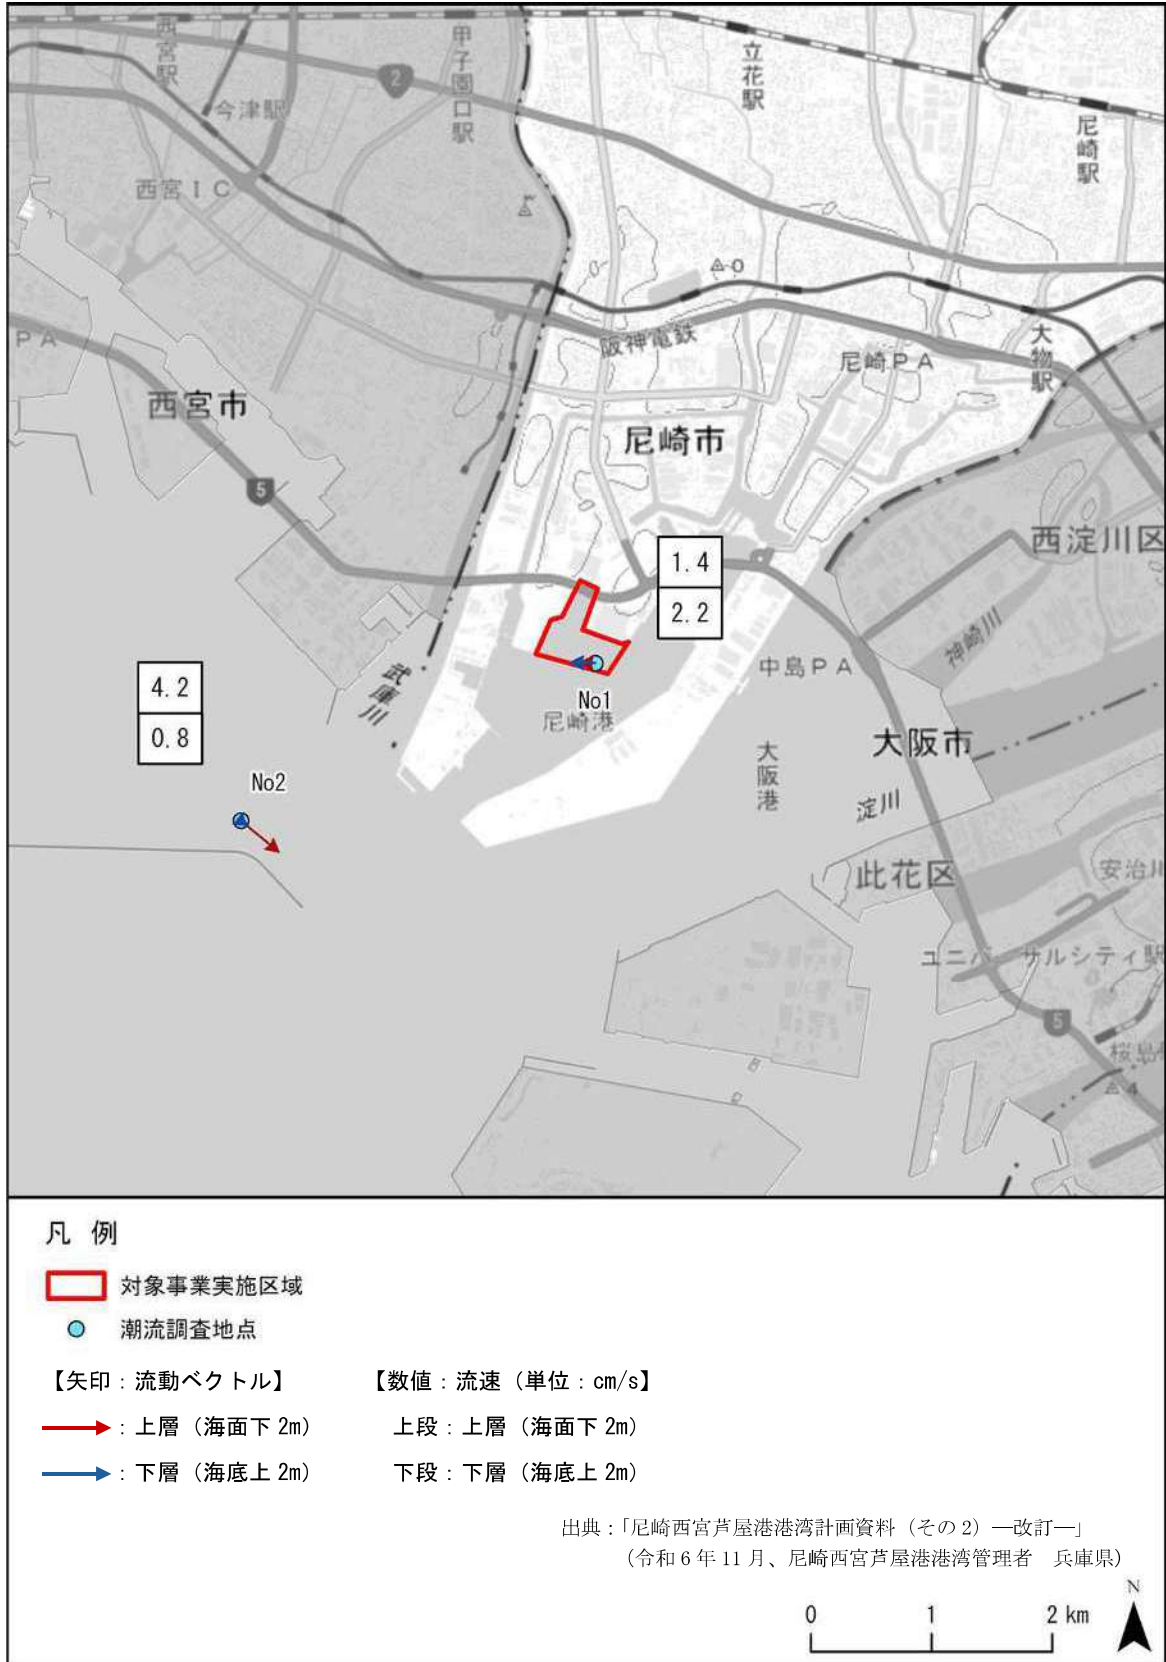 西宮駅
甲子園口駅
立花駅
2
今津駅
尼崎駅
西宮IC
0
阪神電鉄
大物駅
PA
尼崎PA
西宮市
尼崎市
5
西淀川区
1.4
2.2
神崎川
武庫川
中島PA
4.2
0.8
No1
尼崎港
大阪市
大阪港
No2
淀川
此花区
安治川
ユニバーサルシティ駅
5
桜島
4
凡 例
対象事業実施区域
潮流調査地点
【矢印：流動ベクトル】 【数値：流速（単位：cm/s】
：上層（海面下 2m） 上段：上層（海面下 2m）
：下層（海底上 2m） 下段：下層（海底上 2m）
出典：「尼崎西宮芦屋港港湾計画資料（その2）―改訂―」
（令和6年11月、尼崎西宮芦屋港港湾管理者　兵庫県）
N
0 1 2 km